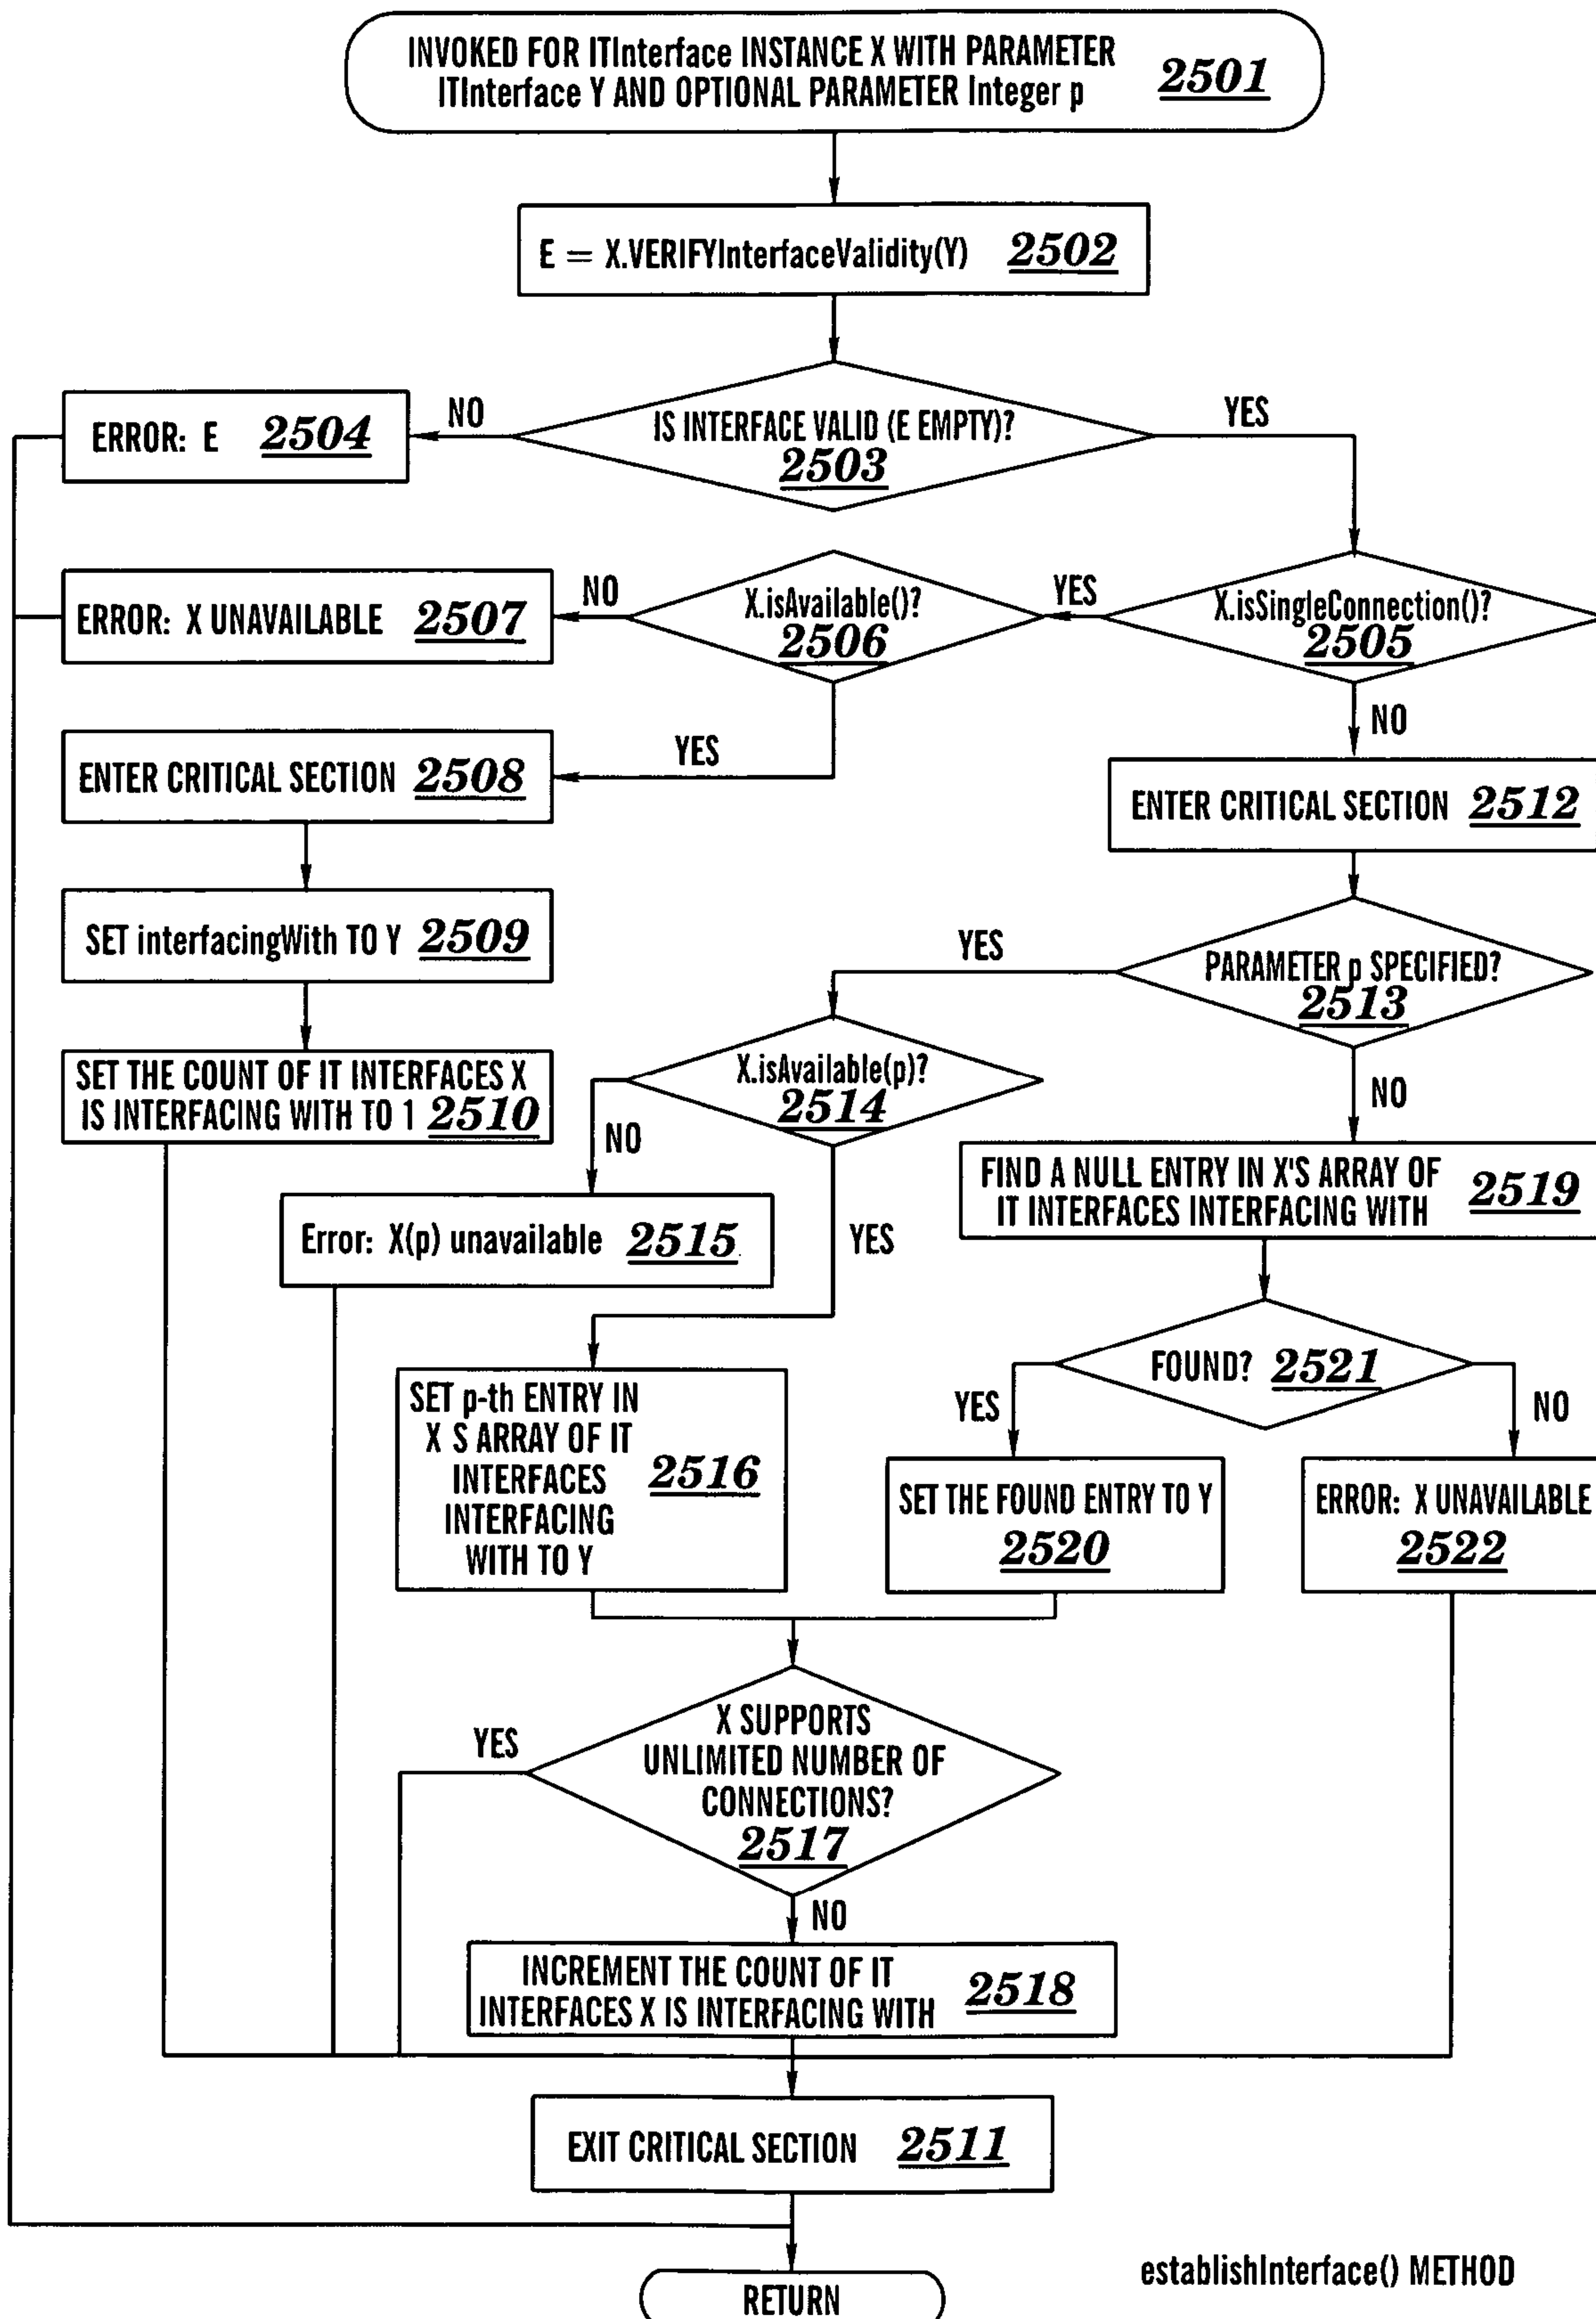 INVOKED FOR ITInterface INSTANCE X WITH PARAMETER
ITInterface Y AND OPTIONAL PARAMETER Integer p
2501
E = X.VERIFYInterfaceValidity(Y) 2502
IS INTERFACE VALID (E EMPTY)?
2503
NO
YES
ERROR: E 2504
X.isSingleConnection()?
2505
YES
NO
X.isAvailable()?
2506
NO
YES
ERROR: X UNAVAILABLE 2507
ENTER CRITICAL SECTION 2508
SET interfacingWith TO Y 2509
SET THE COUNT OF IT INTERFACES X
IS INTERFACING WITH TO 1 2510
ENTER CRITICAL SECTION 2512
PARAMETER p SPECIFIED?
2513
YES
NO
X.isAvailable(p)?
2514
NO
YES
Error: X(p) unavailable 2515
SET p-th ENTRY IN
X S ARRAY OF IT
INTERFACES
INTERFACING
WITH TO Y
2516
FIND A NULL ENTRY IN X'S ARRAY OF
IT INTERFACES INTERFACING WITH
2519
FOUND? 2521
YES
NO
SET THE FOUND ENTRY TO Y
2520
ERROR: X UNAVAILABLE
2522
X SUPPORTS
UNLIMITED NUMBER OF
CONNECTIONS?
2517
YES
NO
INCREMENT THE COUNT OF IT
INTERFACES X IS INTERFACING WITH
2518
EXIT CRITICAL SECTION 2511
RETURN
establishInterface() METHOD